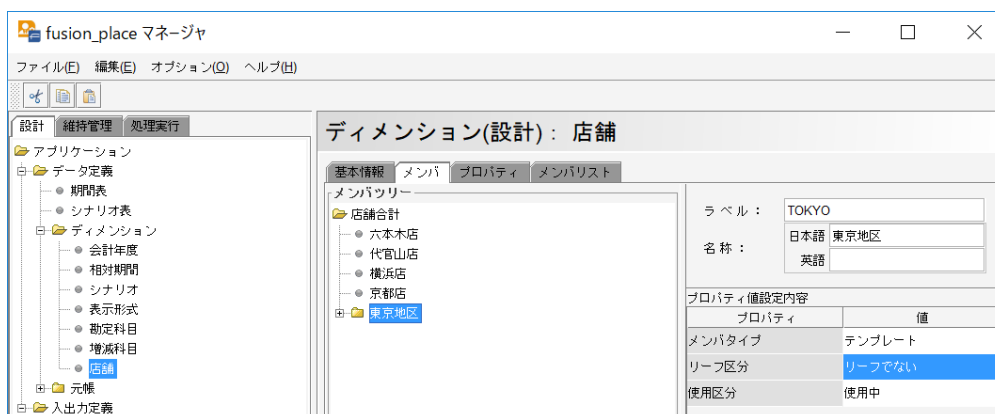 fusion_place マネージャ
ファイル(F) 編集(E) オプション(O) ヘルプ(H)
設計 維持管理 処理実行
アプリケーション
データ定義
期間表
シナリオ表
ディメンション
会計年度
相対期間
シナリオ
表示形式
勘定科目
増減科目
店舗
元帳
入出力定義
ディメンション(設計) : 店舗
基本情報 メンバ プロパティ メンバリスト
メンバツリー
店舗合計
六本木店
代官山店
横浜店
京都店
東京地区
ラベル : TOKYO
名称 : 日本語 東京地区
英語
プロパティ値設定内容
プロパティ 値
メンバタイプ テンプレート
リーフ区分 リーフでない
使用区分 使用中